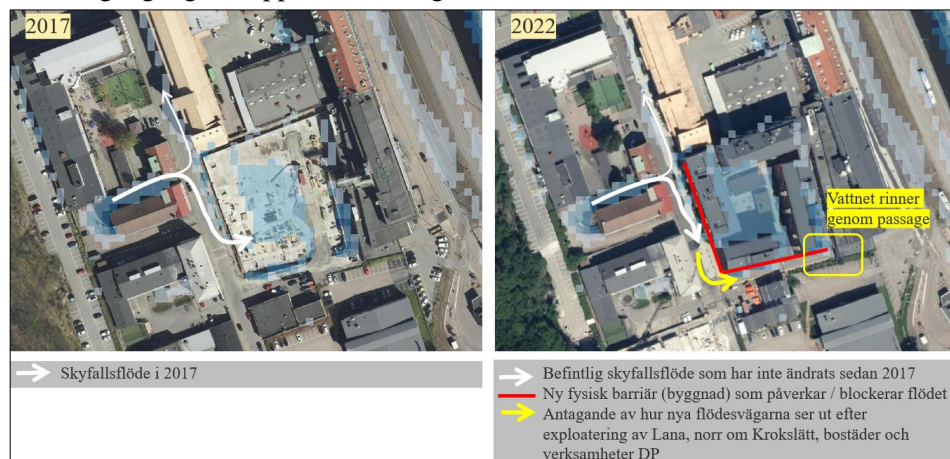 2017
2022
Vattnet rinner
genom passage
Skyfallsflöde i 2017
Befintlig skyfallsflöde som har inte ändrats sedan 2017
Ny fysisk barriär (byggnad) som påverkar / blockerar flödet
Antagande av hur nya flödesvägarna ser ut efter
exploatering av Lana, norr om Krokslätt, bostäder och
verksamheter DP